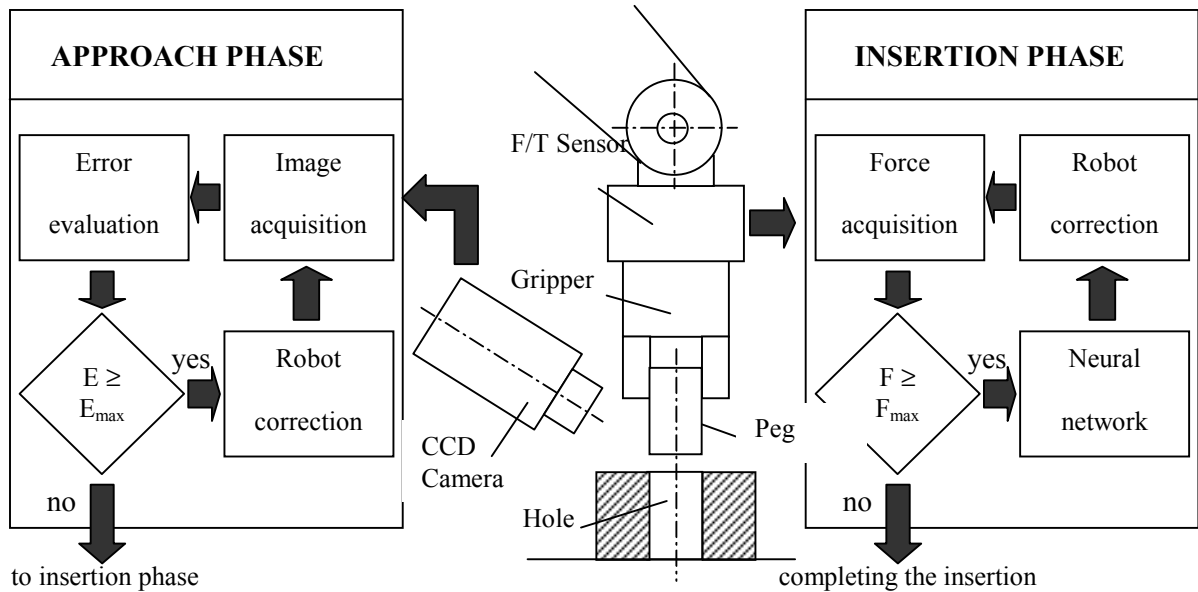 APPROACH PHASE
Error
evaluation
Image
acquisition
E ≥
Emax
yes
Robot
correction
no
to insertion phase
F/T Sensor
Gripper
CCD
Camera
Peg
Hole
INSERTION PHASE
Force
acquisition
Robot
correction
F ≥
Fmax
yes
Neural
network
no
completing the insertion